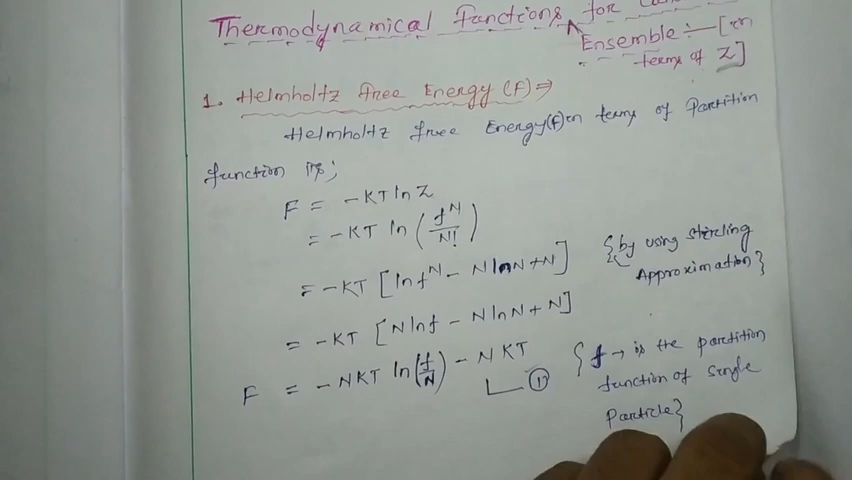 Thermodynamical functions for
Ensemble :— [in
terms of Z]
1. Helmholtz free Energy (F) ⇒
Helmholtz free Energy(F) in terms of Partition
function is;
F = -KT ln Z
= -KT ln (f^N / N!)
= -KT [ln f^N - N ln N + N] {by using sterling
Approximation}
= -KT [N ln f - N ln N + N]
F = -NKT ln (f/N) - NKT {f → is the partition
① function of single
Particle}